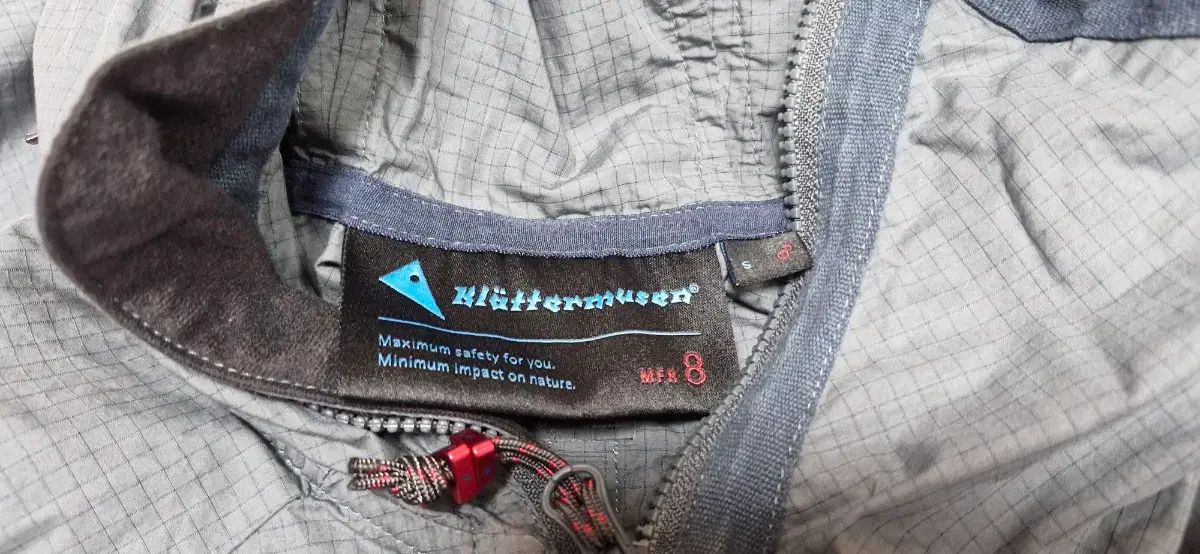 Klättermusen®
Maximum safety for you.
Minimum impact on nature.
MFR 8
S